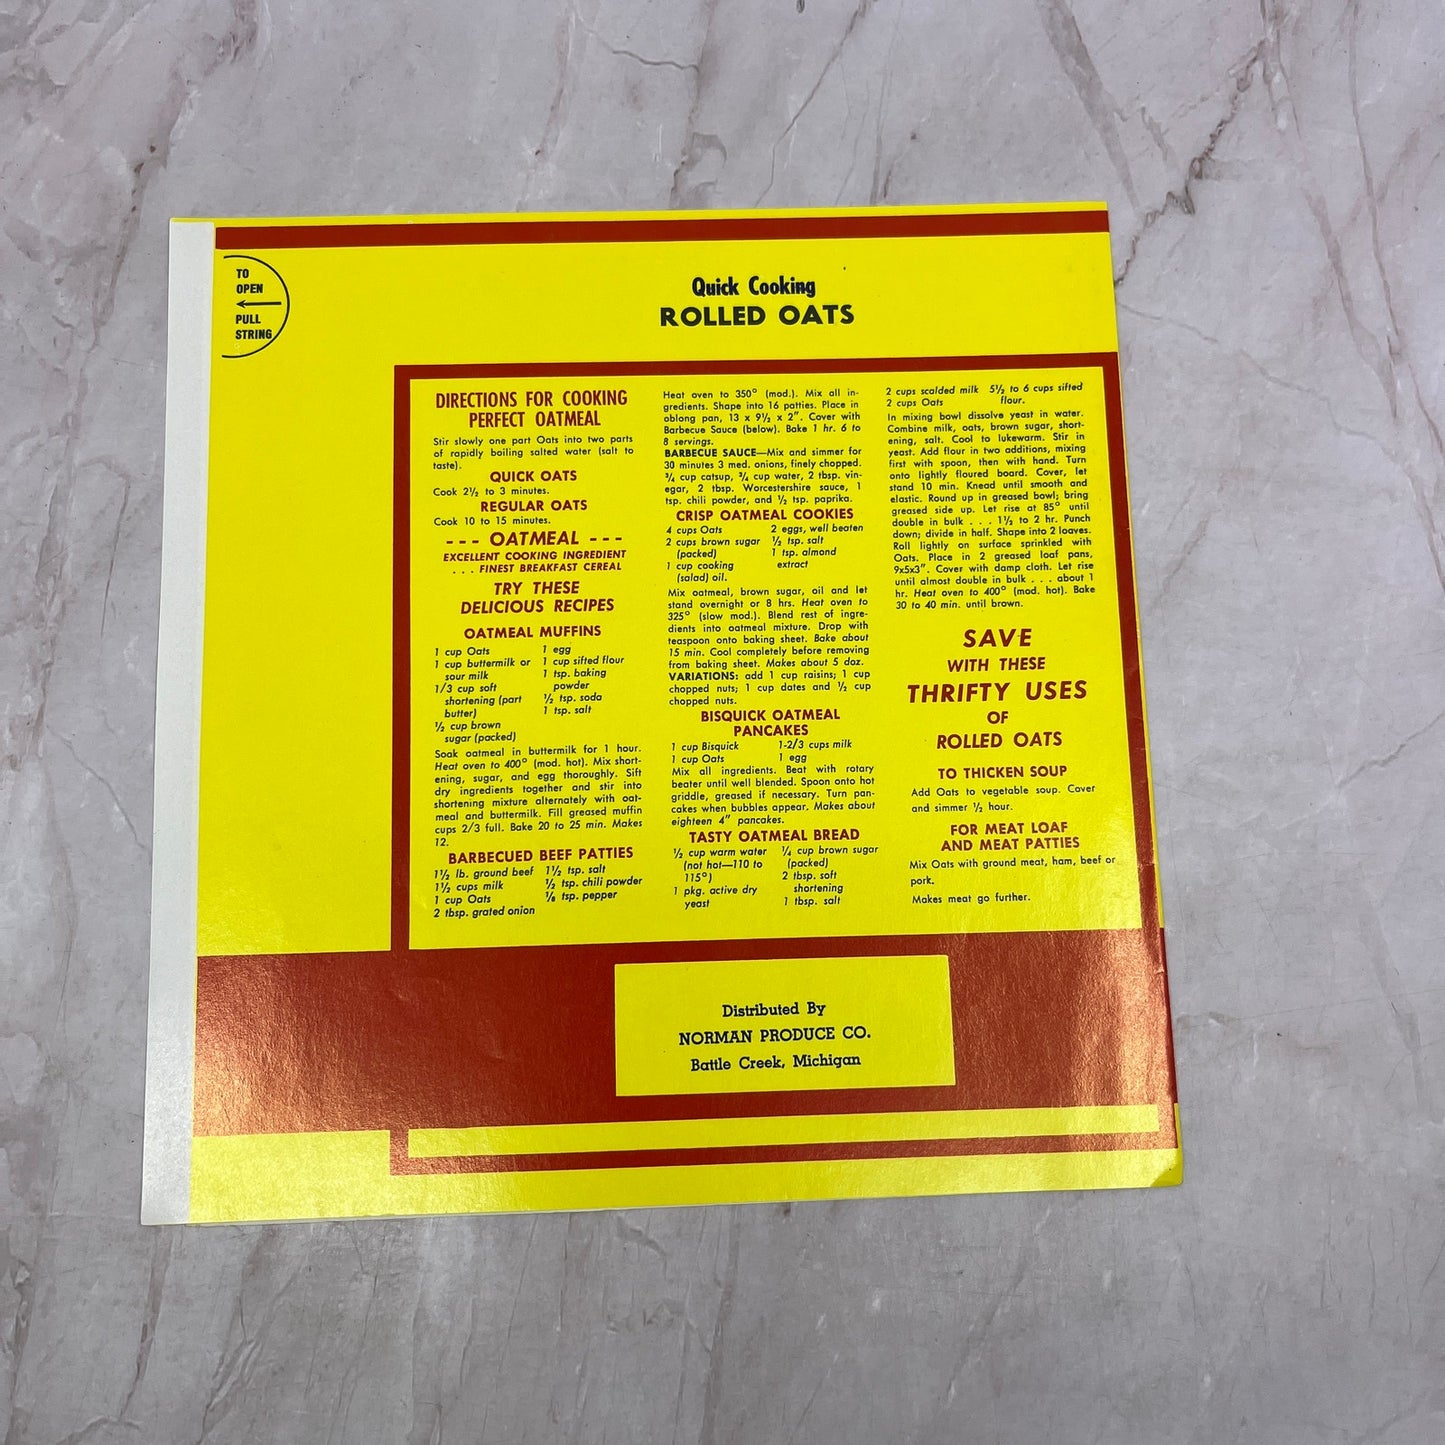 TO
OPEN
PULL
STRING
Quick Cooking
ROLLED OATS
DIRECTIONS FOR COOKING
PERFECT OATMEAL
Stir slowly one part Oats into two parts
of rapidly boiling salted water (salt to
taste).
QUICK OATS
Cook 2½ to 3 minutes.
REGULAR OATS
Cook 10 to 15 minutes.
--- OATMEAL ---
EXCELLENT COOKING INGREDIENT
. . . FINEST BREAKFAST CEREAL
TRY THESE
DELICIOUS RECIPES
OATMEAL MUFFINS
1 cup Oats 1 egg
1 cup buttermilk or 1 cup sifted flour
sour milk 1 tsp. baking
1/3 cup soft powder
shortening (part ½ tsp. soda
butter) 1 tsp. salt
½ cup brown
sugar (packed)
Soak oatmeal in buttermilk for 1 hour.
Heat oven to 400° (mod. hot). Mix short-
ening, sugar, and egg thoroughly. Sift
dry ingredients together and stir into
shortening mixture alternately with oat-
meal and buttermilk. Fill greased muffin
cups 2/3 full. Bake 20 to 25 min. Makes
12.
BARBECUED BEEF PATTIES
1½ lb. ground beef 1½ tsp. salt
1½ cups milk ½ tsp. chili powder
1 cup Oats ⅛ tsp. pepper
2 tbsp. grated onion
Heat oven to 350° (mod.). Mix all in-
gredients. Shape into 16 patties. Place in
oblong pan, 13 x 9½ x 2". Cover with
Barbecue Sauce (below). Bake 1 hr. 6 to
8 servings.
BARBECUE SAUCE—Mix and simmer for
30 minutes 3 med. onions, finely chopped.
¾ cup catsup, ¾ cup water, 2 tbsp. vin-
egar, 2 tbsp. Worcestershire sauce, 1
tsp. chili powder, and ½ tsp. paprika.
CRISP OATMEAL COOKIES
4 cups Oats 2 eggs, well beaten
2 cups brown sugar ½ tsp. salt
(packed) 1 tsp. almond
1 cup cooking extract
(salad) oil.
Mix oatmeal, brown sugar, oil and let
stand overnight or 8 hrs. Heat oven to
325° (slow mod.). Blend rest of ingre-
dients into oatmeal mixture. Drop with
teaspoon onto baking sheet. Bake about
15 min. Cool completely before removing
from baking sheet. Makes about 5 doz.
VARIATIONS: add 1 cup raisins; 1 cup
chopped nuts; 1 cup dates and ½ cup
chopped nuts.
BISQUICK OATMEAL
PANCAKES
1 cup Bisquick 1-2/3 cups milk
1 cup Oats 1 egg
Mix all ingredients. Beat with rotary
beater until well blended. Spoon onto hot
griddle, greased if necessary. Turn pan-
cakes when bubbles appear. Makes about
eighteen 4" pancakes.
TASTY OATMEAL BREAD
½ cup warm water ¼ cup brown sugar
(not hot—110 to (packed)
115°) 2 tbsp. soft
1 pkg. active dry shortening
yeast 1 tbsp. salt
2 cups scalded milk 5½ to 6 cups sifted
2 cups Oats flour.
In mixing bowl dissolve yeast in water.
Combine milk, oats, brown sugar, short-
ening, salt. Cool to lukewarm. Stir in
yeast. Add flour in two additions, mixing
first with spoon, then with hand. Turn
onto lightly floured board. Cover, let
stand 10 min. Knead until smooth and
elastic. Round up in greased bowl; bring
greased side up. Let rise at 85° until
double in bulk . . . 1½ to 2 hr. Punch
down; divide in half. Shape into 2 loaves.
Roll lightly on surface sprinkled with
Oats. Place in 2 greased loaf pans,
9x5x3". Cover with damp cloth. Let rise
until almost double in bulk . . . about 1
hr. Heat oven to 400° (mod. hot). Bake
30 to 40 min. until brown.
SAVE
WITH THESE
THRIFTY USES
OF
ROLLED OATS
TO THICKEN SOUP
Add Oats to vegetable soup. Cover
and simmer ½ hour.
FOR MEAT LOAF
AND MEAT PATTIES
Mix Oats with ground meat, ham, beef or
pork.
Makes meat go further.
Distributed By
NORMAN PRODUCE CO.
Battle Creek, Michigan